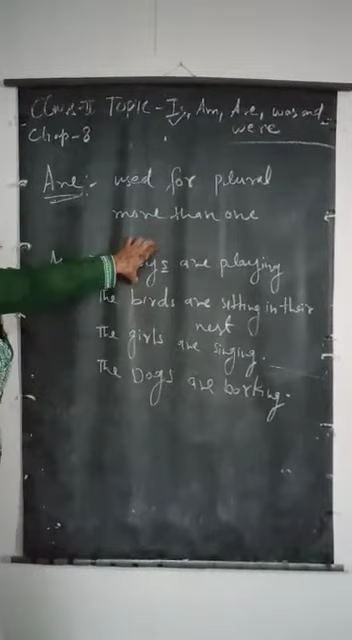 Class-II Topic - Is, Am, Are, was and were
Chap-8
Are:- used for plural
more than one
are playing
The birds are sitting in their nest
The girls are singing.
The Dogs are borking.